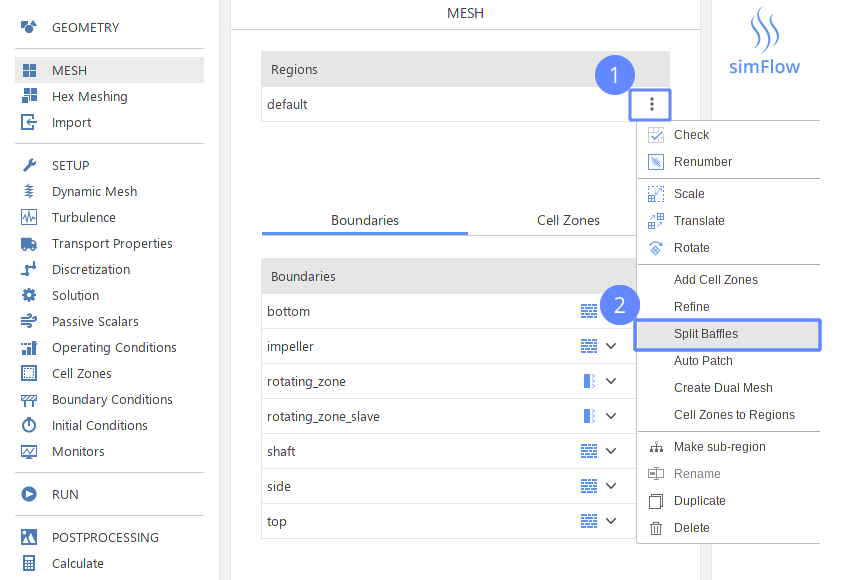 GEOMETRY
MESH
Hex Meshing
Import
SETUP
Dynamic Mesh
Turbulence
Transport Properties
Discretization
Solution
Passive Scalars
Operating Conditions
Cell Zones
Boundary Conditions
Initial Conditions
Monitors
RUN
POSTPROCESSING
Calculate
MESH
Regions
1
default
Boundaries
Cell Zones
Boundaries
bottom
2
impeller
rotating_zone
rotating_zone_slave
shaft
side
top
simFlow
Check
Renumber
Scale
Translate
Rotate
Add Cell Zones
Refine
Split Baffles
Auto Patch
Create Dual Mesh
Cell Zones to Regions
Make sub-region
Rename
Duplicate
Delete